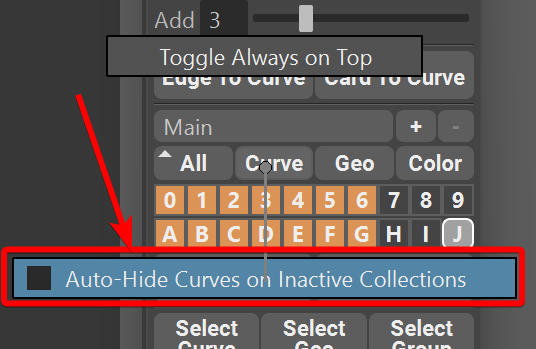 Add 3
Toggle Always on Top
Edge To Curve Card To Curve
Main + -
All Curve Geo Color
0 1 2 3 4 5 6 7 8 9
A B C D E F G H I J
Auto-Hide Curves on Inactive Collections
Select Select Select
Curve Geo Group